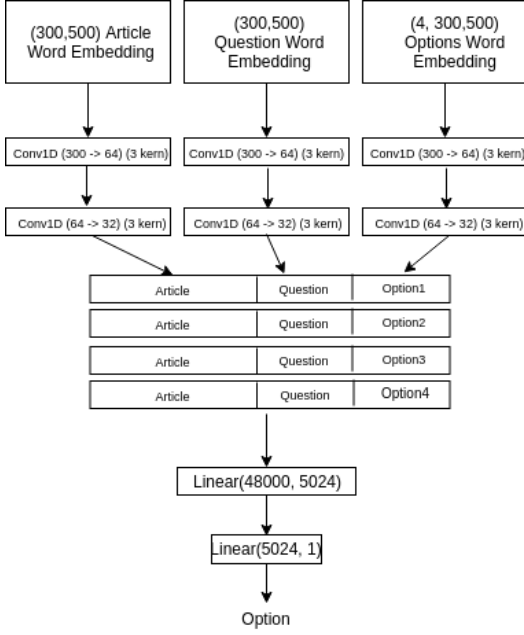 (300,500) Article
Word Embedding
(300,500)
Question Word
Embedding
(4, 300,500)
Options Word
Embedding
Conv1D (300 -> 64) (3 kern)
Conv1D (300 -> 64) (3 kern)
Conv1D (300 -> 64) (3 kern)
Conv1D (64 -> 32) (3 kern)
Conv1D (64 -> 32) (3 kern)
Conv1D (64 -> 32) (3 kern)
Article Question Option1
Article Question Option2
Article Question Option3
Article Question Option4
Linear(48000, 5024)
Linear(5024, 1)
Option